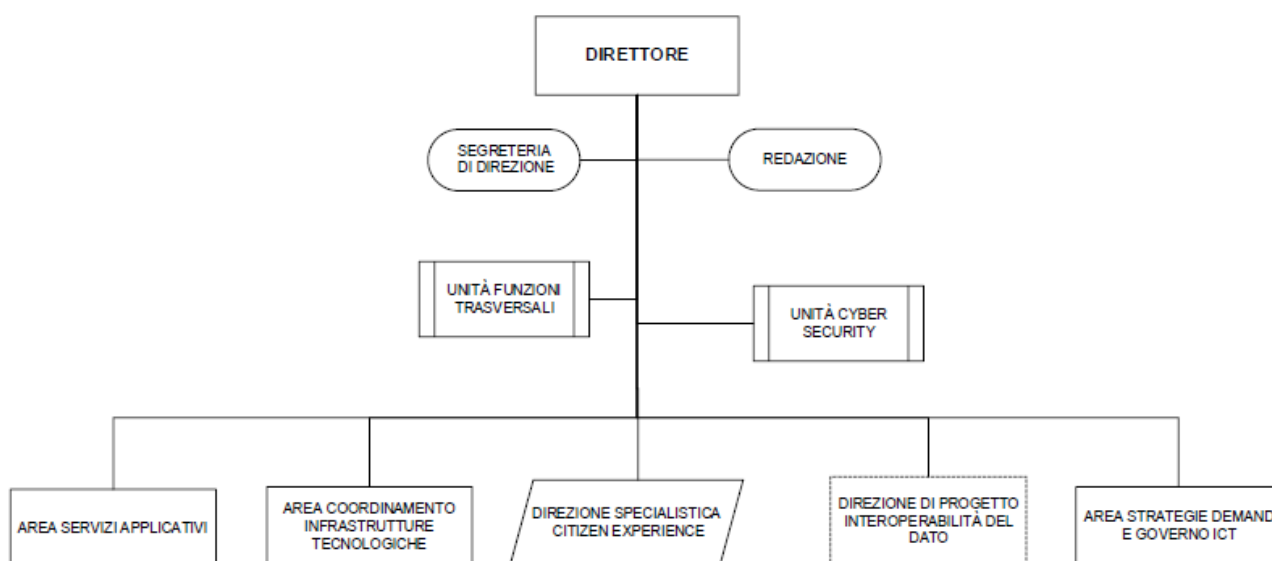 DIRETTORE
SEGRETERIA
DI DIREZIONE
REDAZIONE
UNITÀ FUNZIONI
TRASVERSALI
UNITÀ CYBER
SECURITY
AREA SERVIZI APPLICATIVI
AREA COORDINAMENTO
INFRASTRUTTURE
TECNOLOGICHE
DIREZIONE SPECIALISTICA
CITIZEN EXPERIENCE
DIREZIONE DI PROGETTO
INTEROPERABILITÀ DEL
DATO
AREA STRATEGIE DEMAND
E GOVERNO ICT